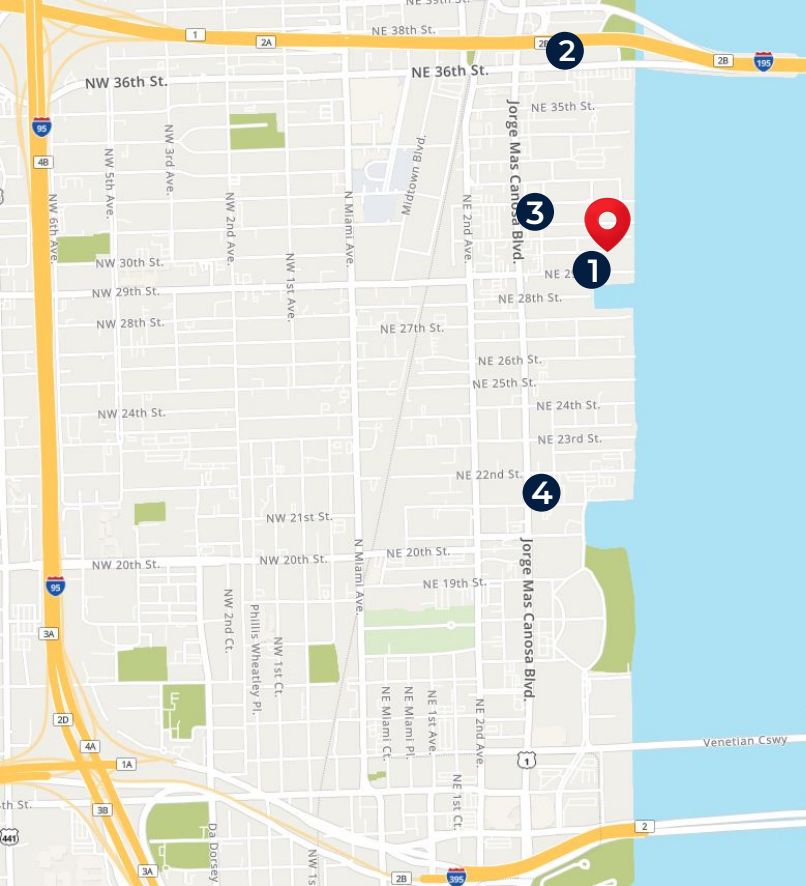 NE 39th St.
1
2A
NE 38th St.
2
2B
195
NW 36th St.
NE 36th St.
NE 35th St.
95
4B
NW 6th Ave.
NW 5th Ave.
NW 3rd Ave.
NW 2nd Ave.
NW 1st Ave.
N Miami Ave.
Midtown Blvd.
NE 2nd Ave.
Jorge Mas Canosa Blvd.
3
1
NW 30th St.
NW 29th St.
NW 28th St.
NE 28th St.
NE 27th St.
NE 26th St.
NE 25th St.
NW 24th St.
NE 24th St.
NE 23rd St.
NE 22nd St.
4
NW 21st St.
NW 20th St.
NW 20th St.
NE 20th St.
NE 19th St.
95
3A
NW 2nd Ct.
Phillis Wheatley Pl.
NW 1st Ct.
N Miami Ave.
Jorge Mas Canosa Blvd.
NE Miami Ct.
NE Miami Pl.
NE 1st Ave.
NE 2nd Ave.
2D
4A
1A
1
Venetian Cswy
NE 1st Ct.
3B
441
2
Da Dorsey
3A
2B
395